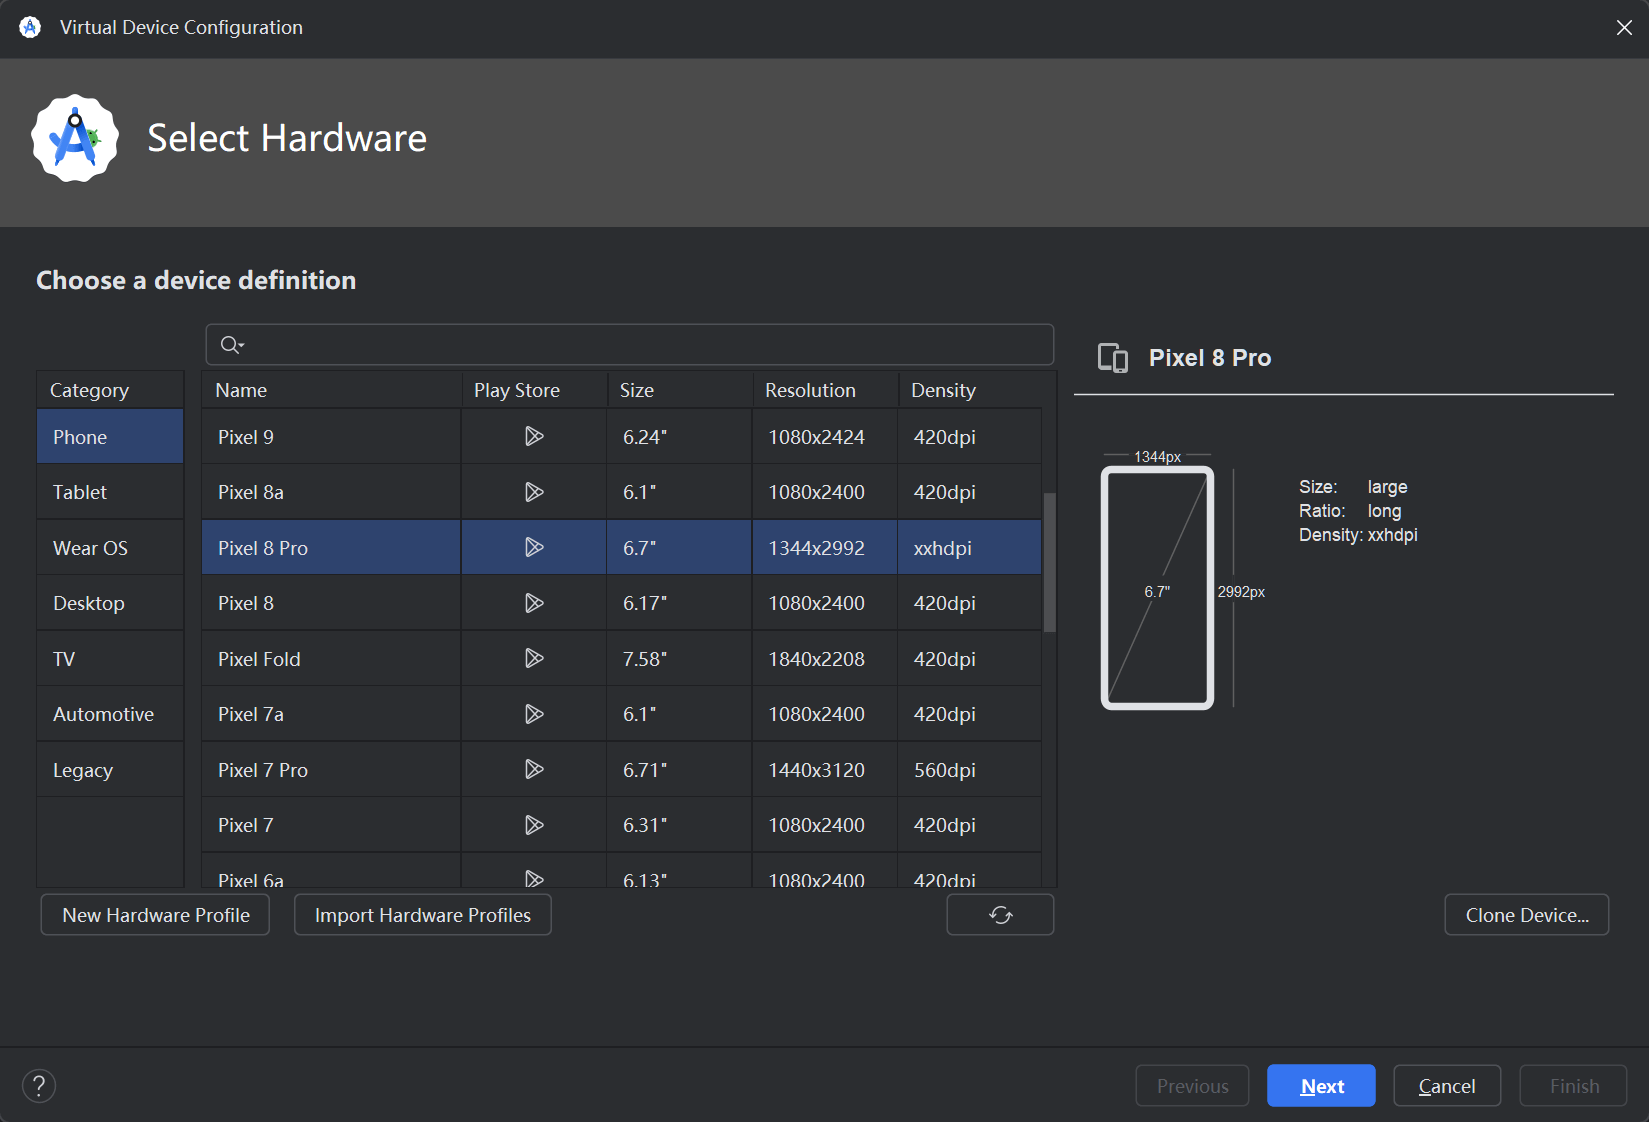 Virtual Device Configuration
Select Hardware
Choose a device definition
Category
Phone
Tablet
Wear OS
Desktop
TV
Automotive
Legacy
Name Play Store Size Resolution Density
Pixel 9 6.24" 1080x2424 420dpi
Pixel 8a 6.1" 1080x2400 420dpi
Pixel 8 Pro 6.7" 1344x2992 xxhdpi
Pixel 8 6.17" 1080x2400 420dpi
Pixel Fold 7.58" 1840x2208 420dpi
Pixel 7a 6.1" 1080x2400 420dpi
Pixel 7 Pro 6.71" 1440x3120 560dpi
Pixel 7 6.31" 1080x2400 420dpi
Pixel 6a 6.13" 1080x2400 420dpi
Pixel 8 Pro
1344px
6.7"
2992px
Size: large
Ratio: long
Density: xxhdpi
New Hardware Profile Import Hardware Profiles
Clone Device...
? Previous Next Cancel Finish